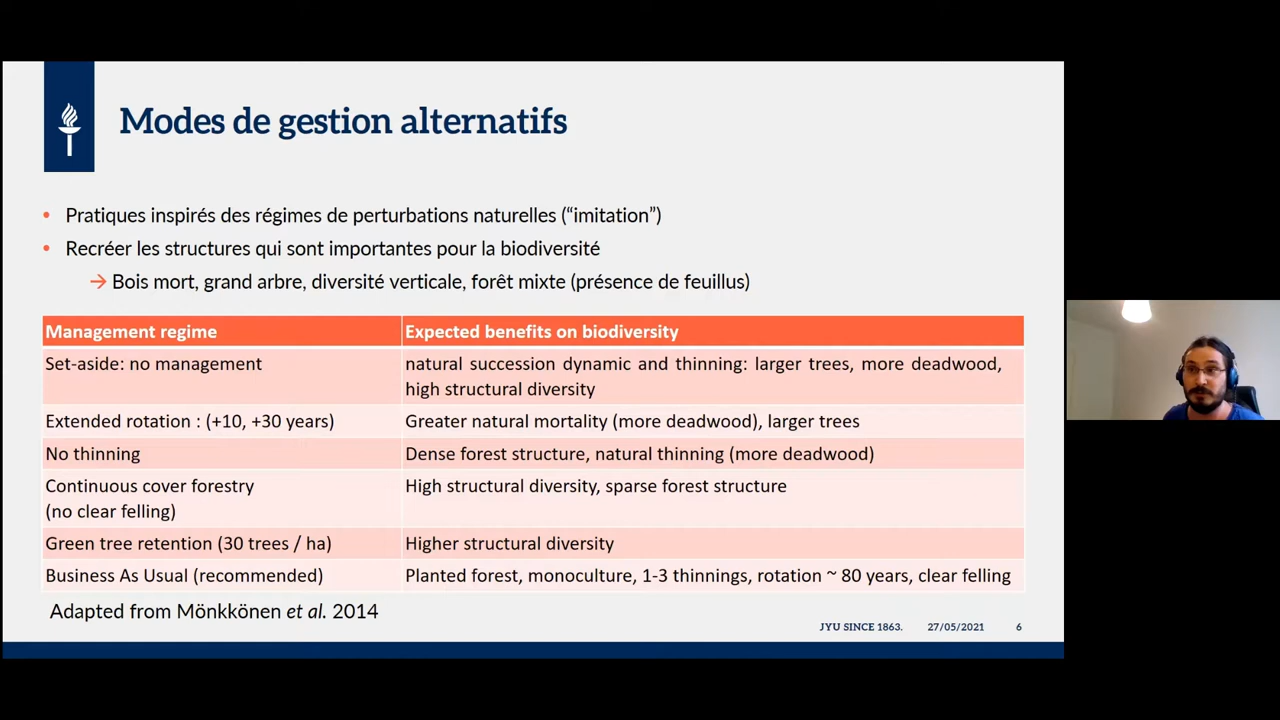 Modes de gestion alternatifs
• Pratiques inspirés des régimes de perturbations naturelles (“imitation”)
• Recréer les structures qui sont importantes pour la biodiversité
→ Bois mort, grand arbre, diversité verticale, forêt mixte (présence de feuillus)
Management regime Expected benefits on biodiversity
Set-aside: no management natural succession dynamic and thinning: larger trees, more deadwood,
high structural diversity
Extended rotation : (+10, +30 years) Greater natural mortality (more deadwood), larger trees
No thinning Dense forest structure, natural thinning (more deadwood)
Continuous cover forestry High structural diversity, sparse forest structure
(no clear felling)
Green tree retention (30 trees / ha) Higher structural diversity
Business As Usual (recommended) Planted forest, monoculture, 1-3 thinnings, rotation ~ 80 years, clear felling
Adapted from Mönkkönen et al. 2014
JYU SINCE 1863. 27/05/2021 6